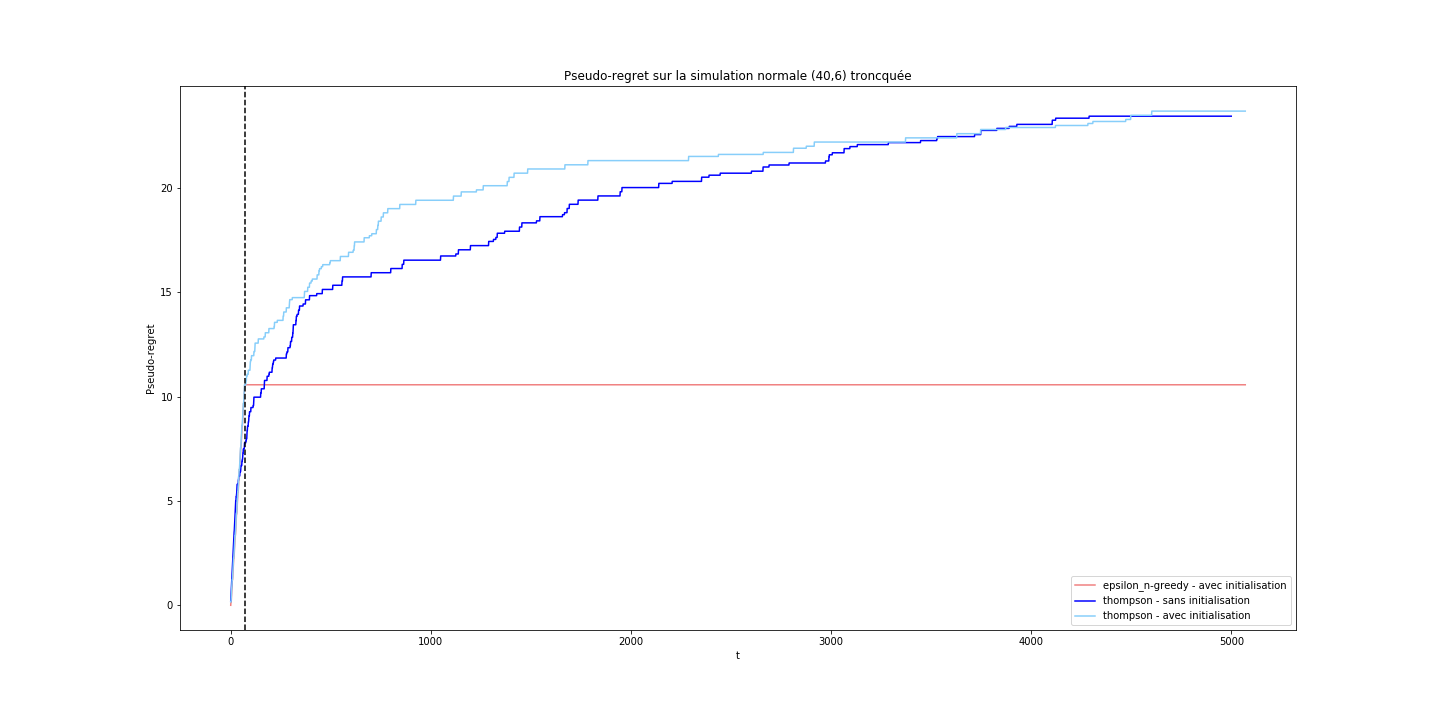 Pseudo-regret sur la simulation normale (40,6) troncquée
Pseudo-regret
20
15
10
5
0
0 1000 2000 3000 4000 5000
t
epsilon_n-greedy - avec initialisation
thompson - sans initialisation
thompson - avec initialisation